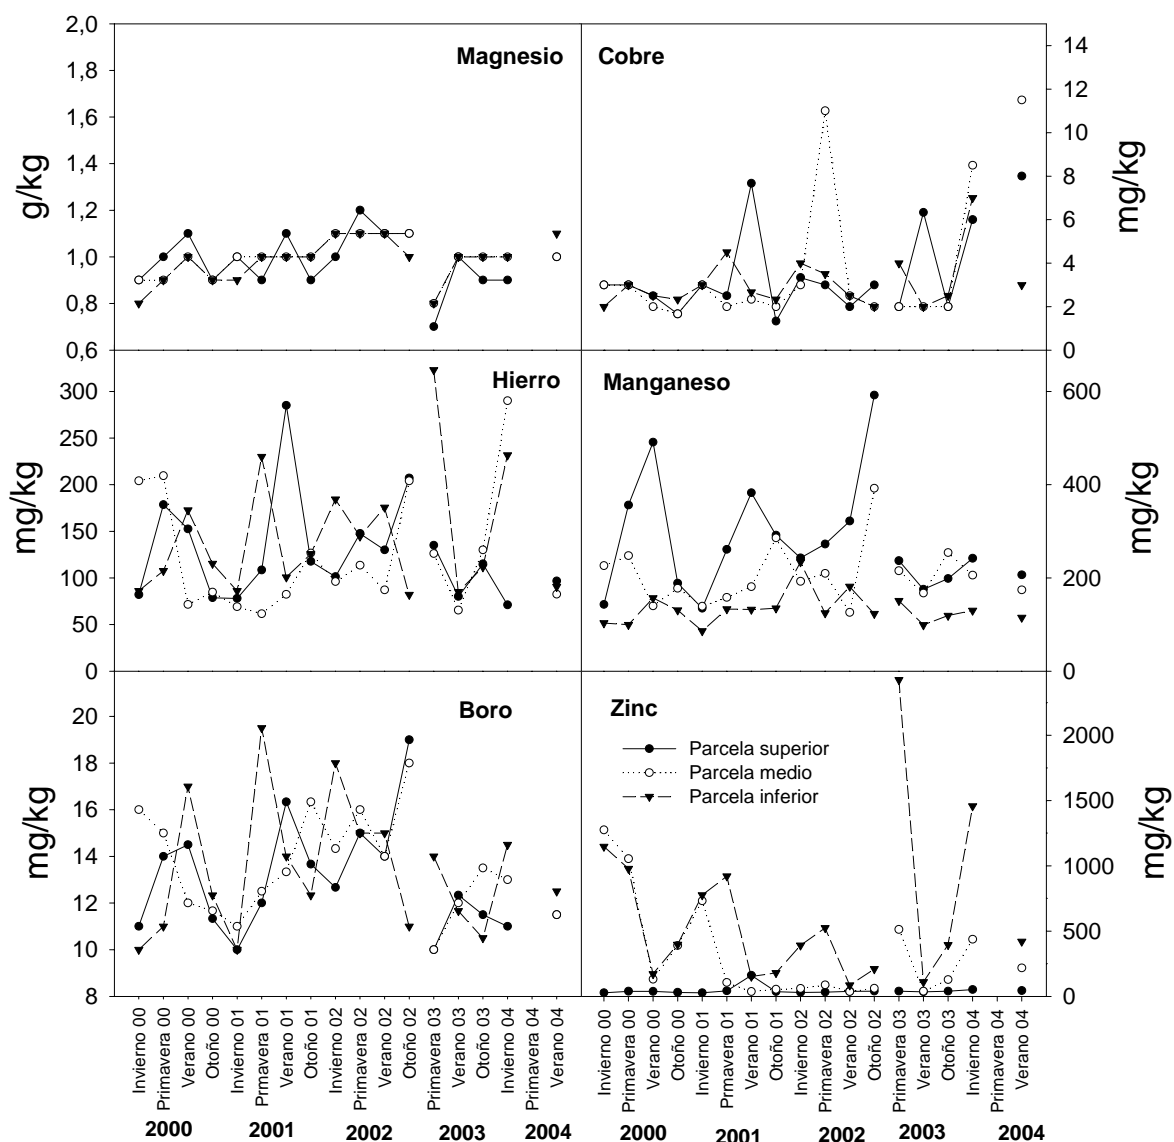 Magnesio
2,0
1,8
1,6
1,4
1,2
1,0
0,8
0,6
g/kg
Cobre
14
12
10
8
6
4
2
0
mg/kg
Hierro
300
250
200
150
100
50
0
mg/kg
Manganeso
600
400
200
0
mg/kg
Boro
20
18
16
14
12
10
8
mg/kg
Zinc
Parcela superior
Parcela medio
Parcela inferior
2000
1500
1000
500
0
mg/kg
Invierno 00
Primavera 00
Verano 00
Otoño 00
Invierno 01
Primavera 01
Verano 01
Otoño 01
Invierno 02
Primavera 02
Verano 02
Otoño 02
Primavera 03
Verano 03
Otoño 03
Invierno 04
Primavera 04
Verano 04
2000
2001
2002
2003
2004
Invierno 00
Primavera 00
Verano 00
Otoño 00
Invierno 01
Primavera 01
Verano 01
Otoño 01
Invierno 02
Primavera 02
Verano 02
Otoño 02
Primavera 03
Verano 03
Otoño 03
Invierno 04
Primavera 04
Verano 04
2000
2001
2002
2003
2004